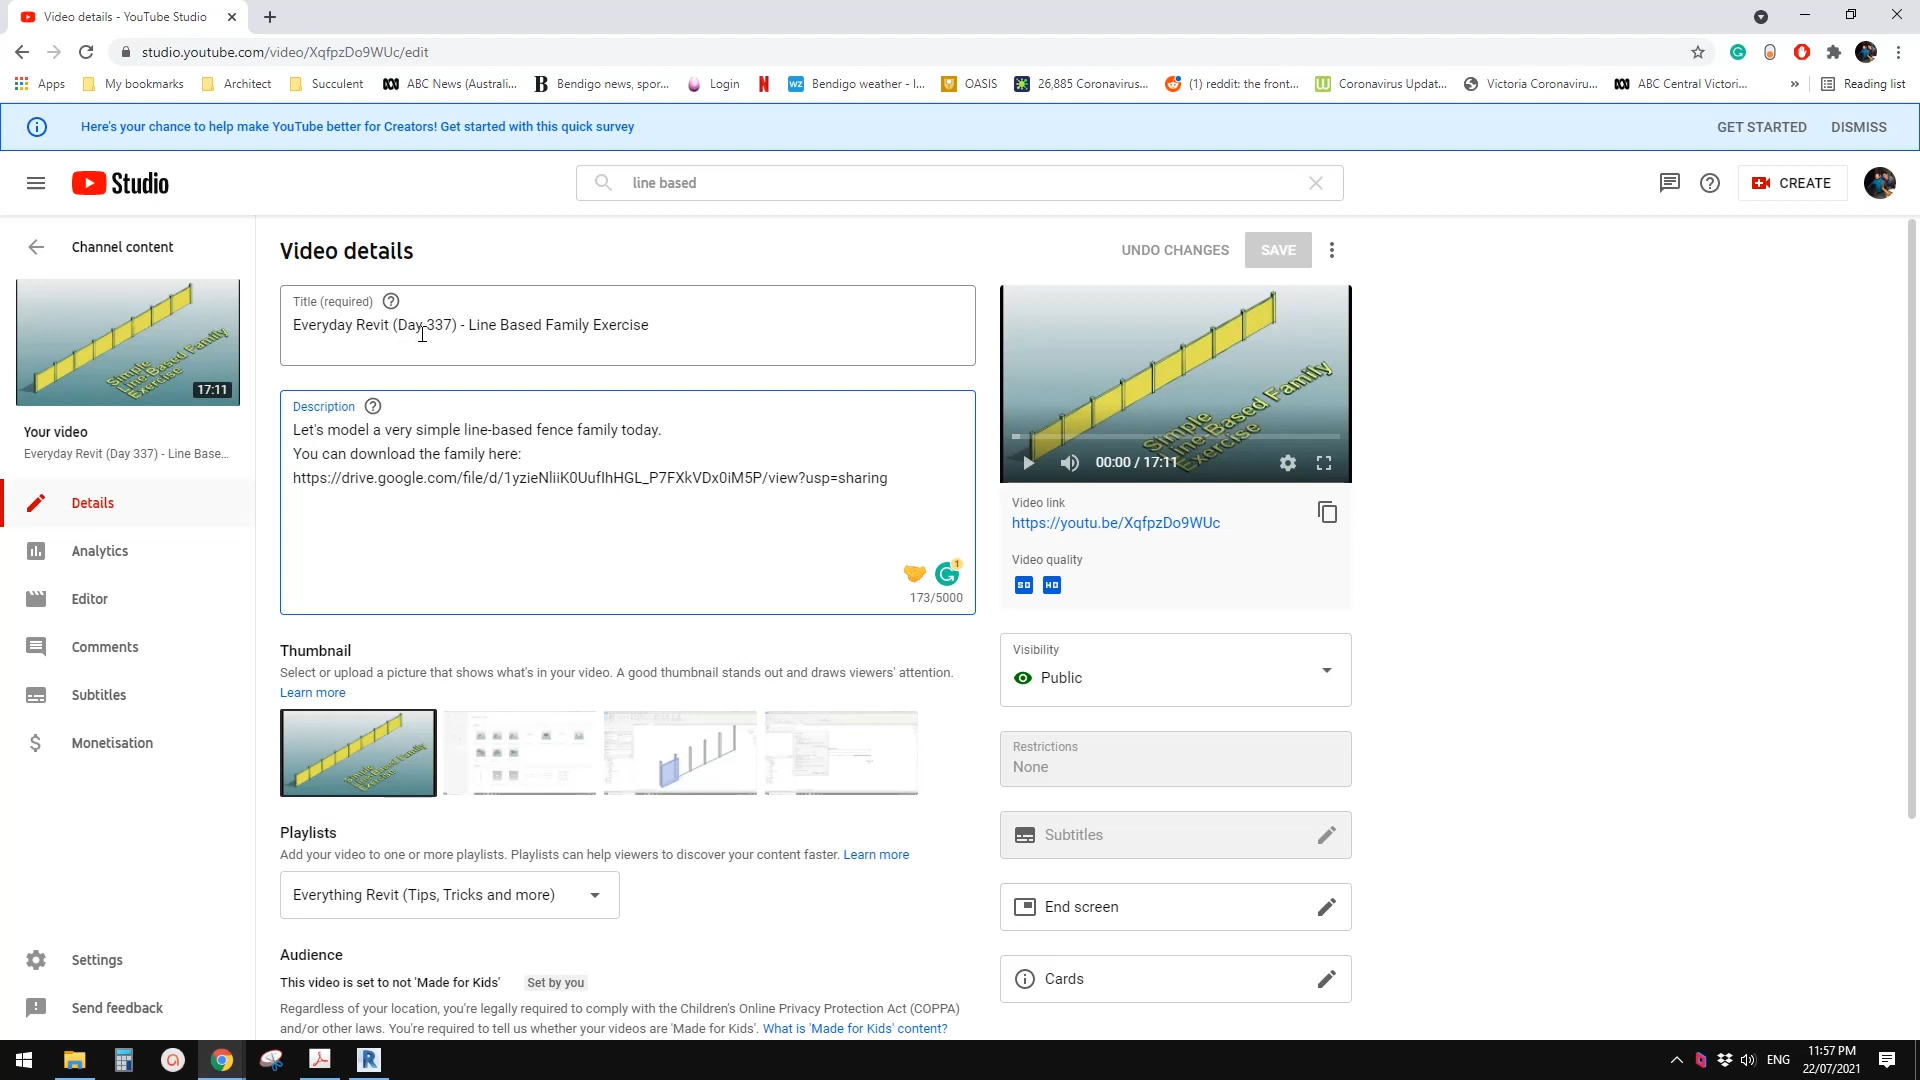 Video details - YouTube Studio
studio.youtube.com/video/XqfpzDo9WUc/edit
Apps
My bookmarks
Architect
Succulent
ABC News (Australi...
Bendigo news, spor...
Login
Bendigo weather - l...
OASIS
26,885 Coronavirus...
(1) reddit: the front...
Coronavirus Updat...
Victoria Coronaviru...
ABC Central Victori...
»
Reading list
Here's your chance to help make YouTube better for Creators! Get started with this quick survey
GET STARTED
DISMISS
Studio
line based
CREATE
Channel content
Simple
Line-Based Family
Exercise
17:11
Your video
Everyday Revit (Day 337) - Line Base...
Details
Analytics
Editor
Comments
Subtitles
Monetisation
Settings
Send feedback
Video details
UNDO CHANGES
SAVE
Title (required)
Everyday Revit (Day 337) - Line Based Family Exercise
Description
Let's model a very simple line-based fence family today.
You can download the family here:
https://drive.google.com/file/d/1yzieNliiK0UufIhHGL_P7FXkVDx0iM5P/view?usp=sharing
1
173/5000
Thumbnail
Select or upload a picture that shows what's in your video. A good thumbnail stands out and draws viewers' attention.
Learn more
Simple
Line-Based Family
Exercise
Playlists
Add your video to one or more playlists. Playlists can help viewers to discover your content faster. Learn more
Everything Revit (Tips, Tricks and more)
Audience
This video is set to not 'Made for Kids'
Set by you
Regardless of your location, you're legally required to comply with the Children's Online Privacy Protection Act (COPPA)
and/or other laws. You're required to tell us whether your videos are 'Made for Kids'. What is 'Made for Kids' content?
Simple
Line-Based Family
Exercise
00:00 / 17:11
Video link
https://youtu.be/XqfpzDo9WUc
Video quality
SD
HD
Visibility
Public
Restrictions
None
Subtitles
End screen
Cards
ENG
11:57 PM
22/07/2021